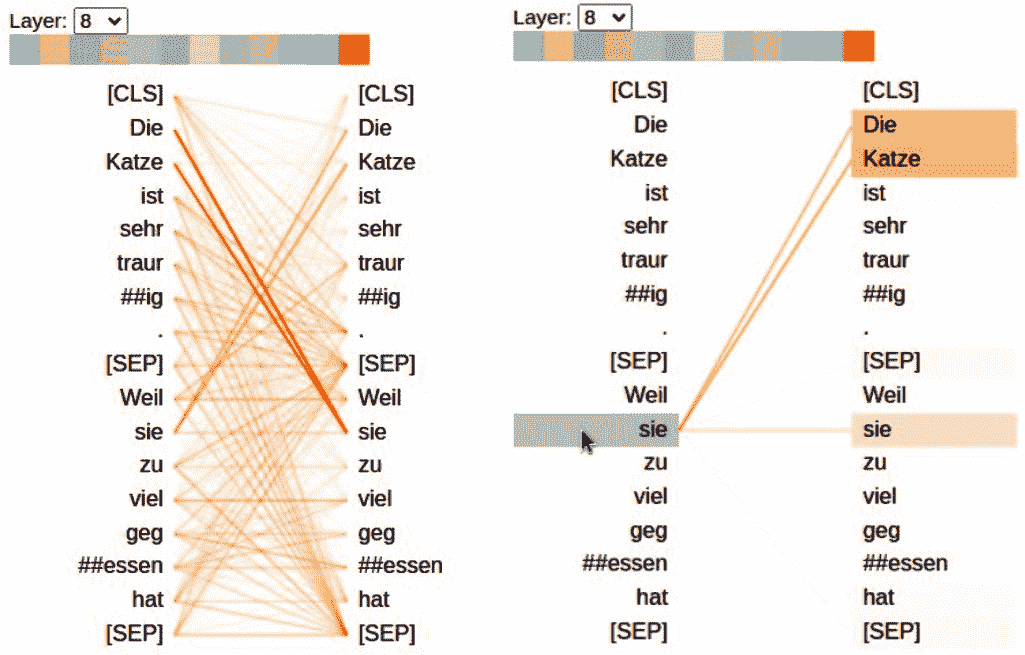 Layer: 8
[CLS] [CLS]
Die Die
Katze Katze
ist ist
sehr sehr
traur traur
##ig ##ig
. .
[SEP] [SEP]
Weil Weil
sie sie
zu zu
viel viel
geg geg
##essen ##essen
hat hat
[SEP] [SEP]
Layer: 8
[CLS] [CLS]
Die Die
Katze Katze
ist ist
sehr sehr
traur traur
##ig ##ig
. .
[SEP] [SEP]
Weil Weil
sie sie
zu zu
viel viel
geg geg
##essen ##essen
hat hat
[SEP] [SEP]